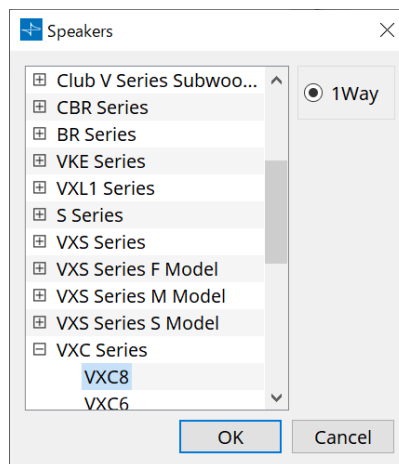 Speakers
Club V Series Subwoo...
CBR Series
BR Series
VKE Series
VXL1 Series
S Series
VXS Series
VXS Series F Model
VXS Series M Model
VXS Series S Model
VXC Series
VXC8
VXC6
1Way
OK
Cancel